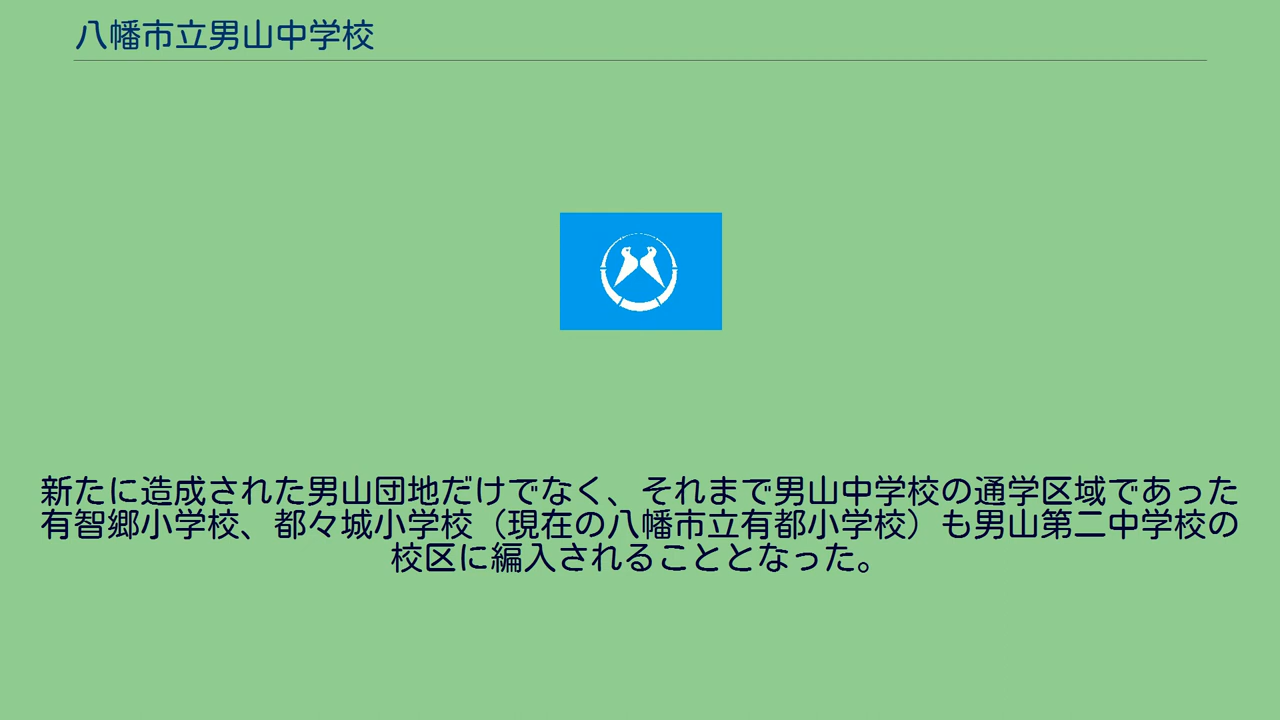 八幡市立男山中学校
新たに造成された男山団地だけでなく、それまで男山中学校の通学区域であった
有智郷小学校、都々城小学校（現在の八幡市立有都小学校）も男山第二中学校の
校区に編入されることとなった。